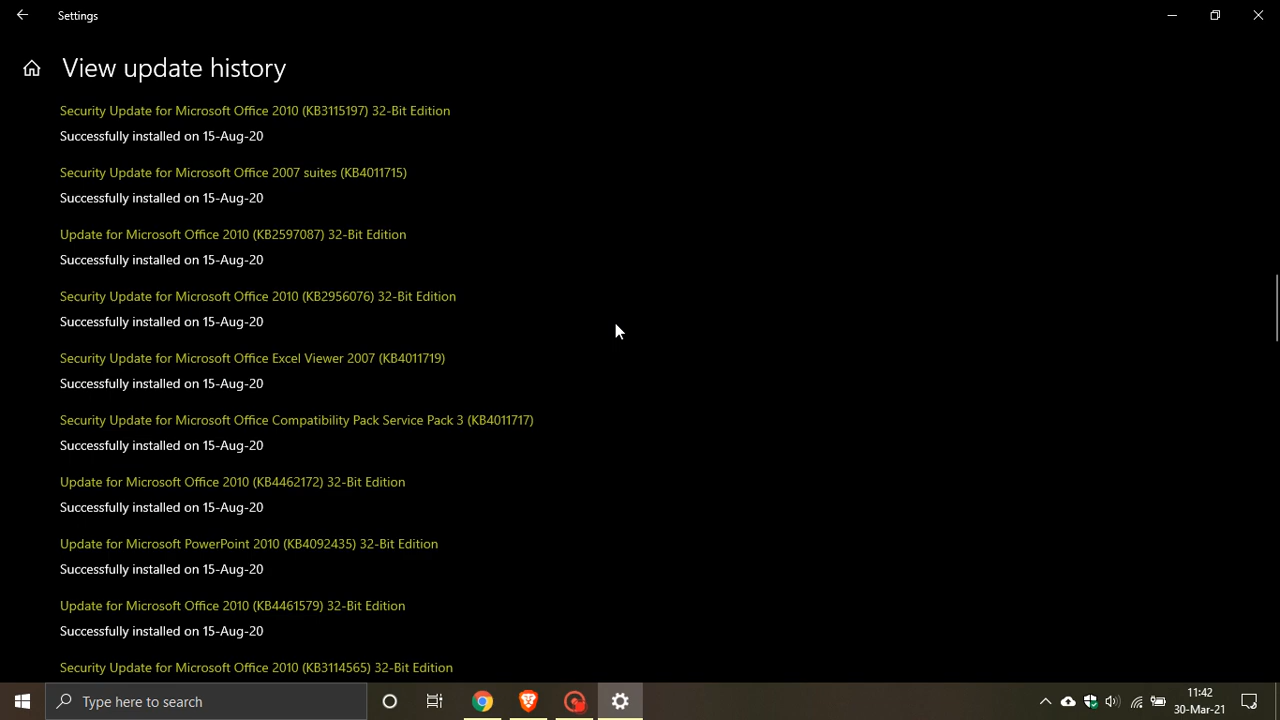 Settings
View update history
Security Update for Microsoft Office 2010 (KB3115197) 32-Bit Edition
Successfully installed on 15-Aug-20
Security Update for Microsoft Office 2007 suites (KB4011715)
Successfully installed on 15-Aug-20
Update for Microsoft Office 2010 (KB2597087) 32-Bit Edition
Successfully installed on 15-Aug-20
Security Update for Microsoft Office 2010 (KB2956076) 32-Bit Edition
Successfully installed on 15-Aug-20
Security Update for Microsoft Office Excel Viewer 2007 (KB4011719)
Successfully installed on 15-Aug-20
Security Update for Microsoft Office Compatibility Pack Service Pack 3 (KB4011717)
Successfully installed on 15-Aug-20
Update for Microsoft Office 2010 (KB4462172) 32-Bit Edition
Successfully installed on 15-Aug-20
Update for Microsoft PowerPoint 2010 (KB4092435) 32-Bit Edition
Successfully installed on 15-Aug-20
Update for Microsoft Office 2010 (KB4461579) 32-Bit Edition
Successfully installed on 15-Aug-20
Security Update for Microsoft Office 2010 (KB3114565) 32-Bit Edition
Type here to search
11:42
30-Mar-21